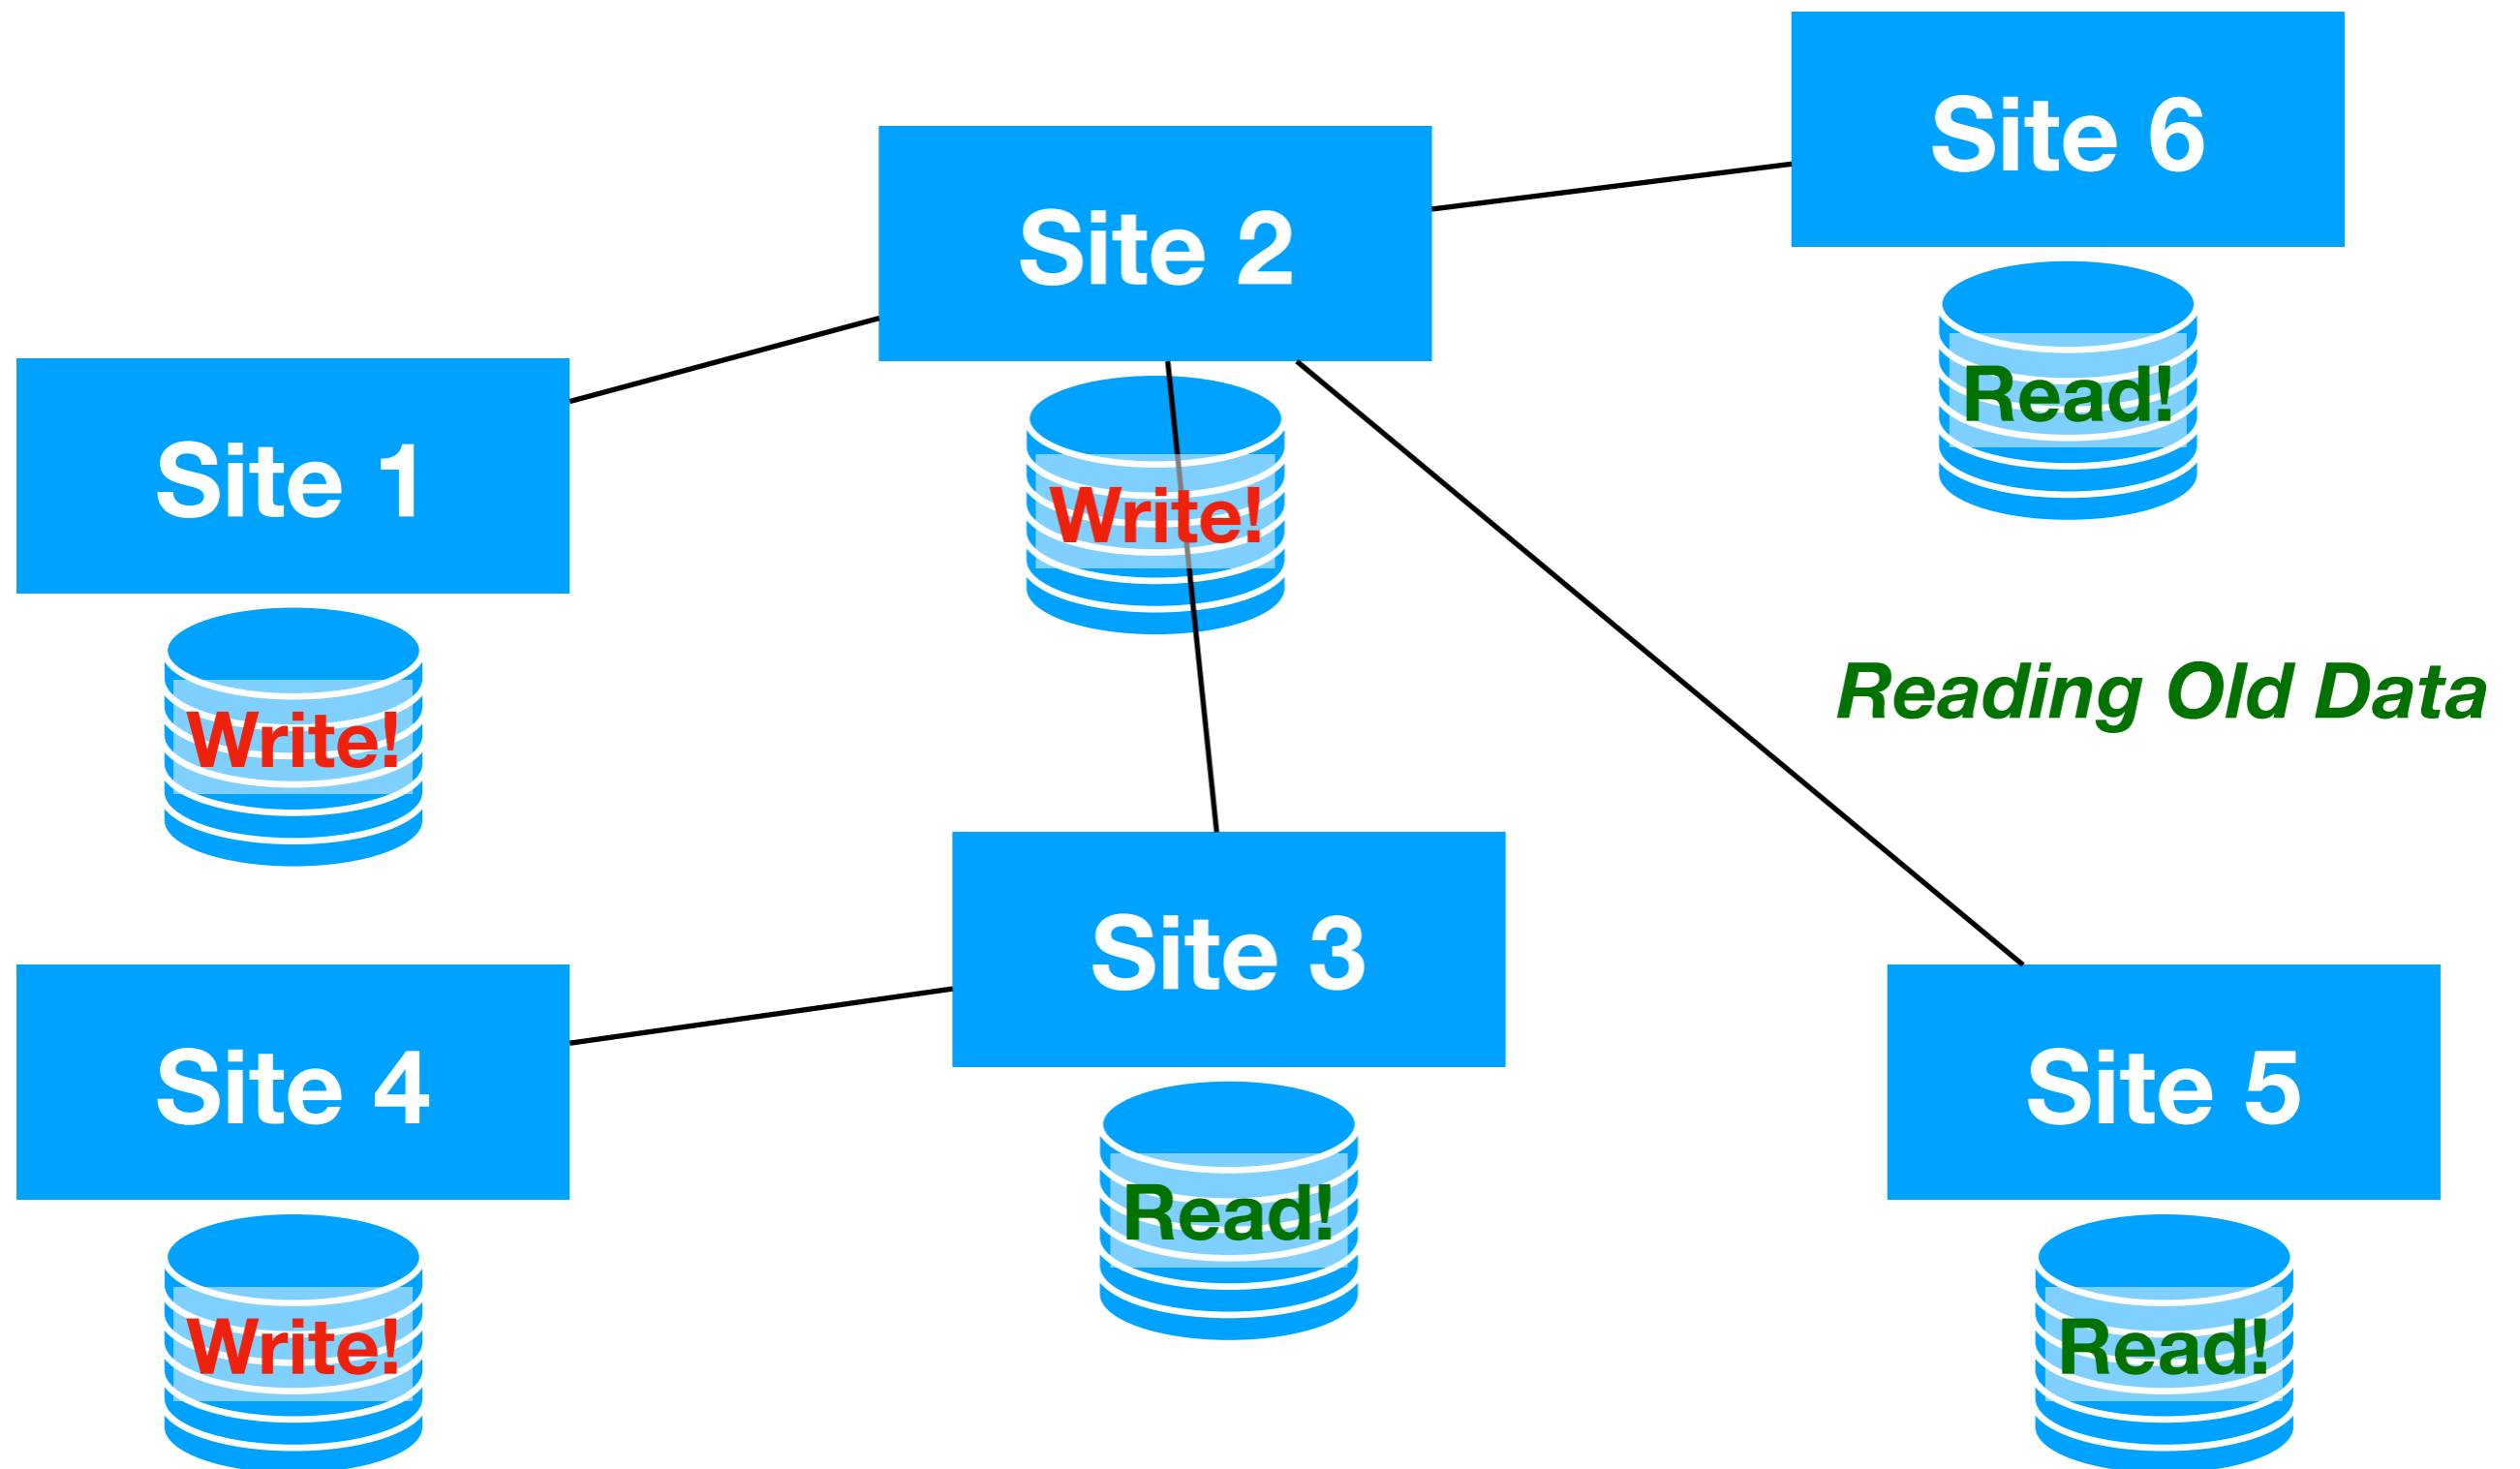 Site 6
Site 2
Read!
Site 1
Write!
Reading Old Data
Write!
Site 3
Site 4
Site 5
Read!
Write!
Read!